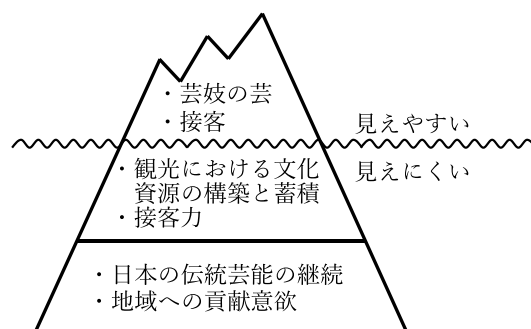 ・芸妓の芸
・接客
見えやすい
見えにくい
・観光における文化
資源の構築と蓄積
・接客力
・日本の伝統芸能の継続
・地域への貢献意欲